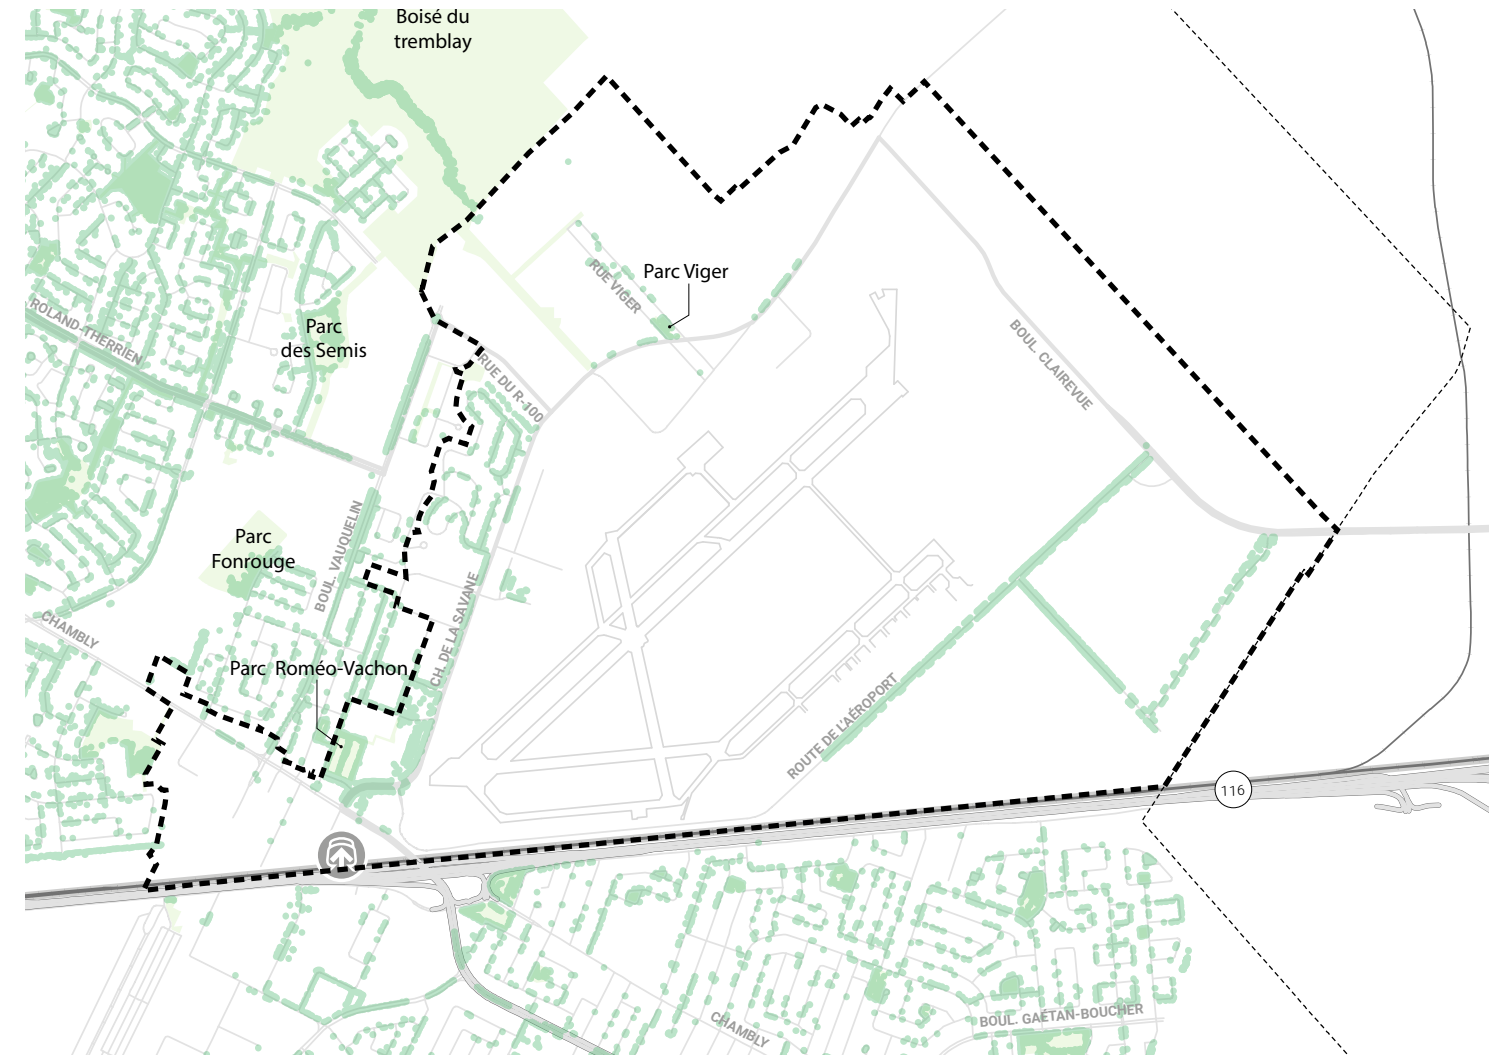 Boisé du
tremblay
RUE VIGER
Parc Viger
ROLAND-THERRIEN
Parc
des Semis
BOUL. CLAIREVUE
RUE DU R-100
Parc
Fonrouge
BOUL. VAUQUELIN
CH. DE LA SAVANE
CHAMBLY
Parc Roméo-Vachon
ROUTE DE L'AÉROPORT
116
CHAMBLY
BOUL. GAÉTAN-BOUCHER